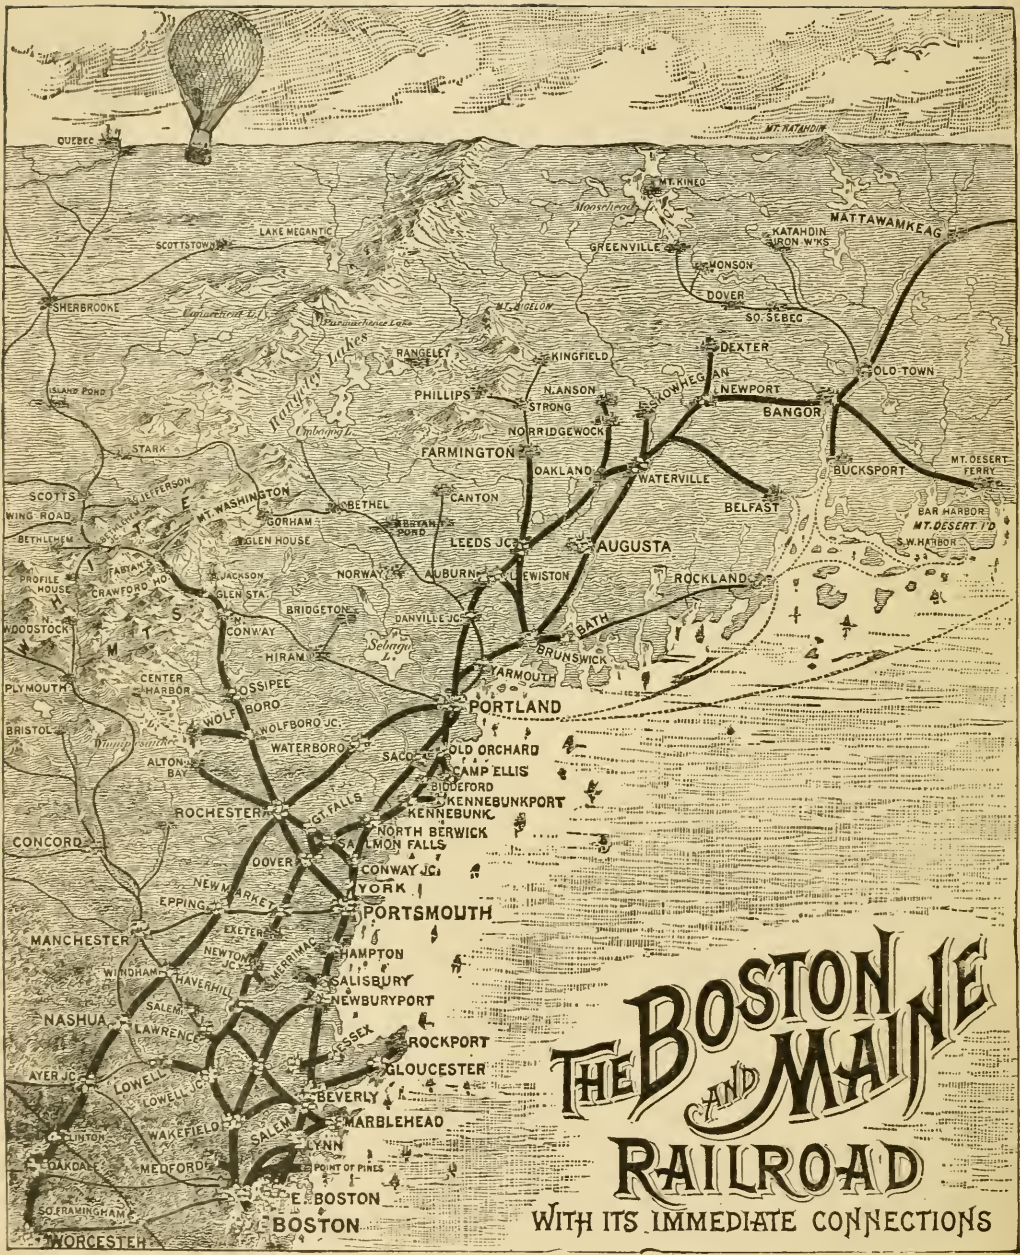 QUEBEC
MT. KATAHDIN
MT. KINEO
Moosehead
MATTAWAMKEAG
LAKE MEGANTIC
SCOTTSTOWN
GREENVILLE
KATAHDIN
IRON W'KS
MONSON
SHERBROOKE
DOVER
SO. SEBEC
MT. BIGELOW
Parmachenee Lake
Rangeley Lakes
RANGELEY
KINGFIELD
DEXTER
OLD TOWN
ISLAND POND
PHILLIPS
N. ANSON
STRONG
SKOWHEGAN
NEWPORT
BANGOR
Umbagog L.
NORRIDGEWOCK
STARK
FARMINGTON
OAKLAND
WATERVILLE
BUCKSPORT
MT. DESERT
FERRY
SCOTTS
JEFFERSON
MT. WASHINGTON
CANTON
BETHEL
BELFAST
BAR HARBOR
MT. DESERT I'D
S.W. HARBOR
WING ROAD
GORHAM
BRYANT'S
POND
BETHLEHEM
GLEN HOUSE
LEEDS JC.
AUGUSTA
WHITE MTS
PROFILE
HOUSE
FABYAN'S
CRAWFORD HO
JACKSON
GLEN STA.
NORWAY
AUBURN
LEWISTON
ROCKLAND
N.
WOODSTOCK
N.
CONWAY
BRIDGETON
DANVILLE JC.
BATH
HIRAM
Sebago
L.
BRUNSWICK
PLYMOUTH
CENTER
HARBOR
OSSIPEE
YARMOUTH
PORTLAND
WOLFBORO
BRISTOL
WOLFBORO JC.
WATERBORO
SACO
OLD ORCHARD
ALTON
BAY
CAMP ELLIS
BIDDEFORD
KENNEBUNKPORT
ROCHESTER
GT. FALLS
KENNEBUNK
NORTH BERWICK
CONCORD
SALMON FALLS
DOVER
CONWAY JC.
YORK
NEWMARKET
EPPING
PORTSMOUTH
EXETER
MANCHESTER
NEWTON
JC.
MERRIMAC
HAMPTON
WINDHAM
HAVERHILL
SALISBURY
NEWBURYPORT
SALEM
NASHUA
LAWRENCE
ESSEX
ROCKPORT
AYER JC.
LOWELL
LOWELL JC.
GLOUCESTER
BEVERLY
WAKEFIELD
SALEM
MARBLEHEAD
CLINTON
LYNN
OAKDALE
MEDFORD
POINT OF PINES
E. BOSTON
SO. FRAMINGHAM
BOSTON
WORCESTER
THE BOSTON
AND MAINE
RAILROAD
WITH ITS IMMEDIATE CONNECTIONS